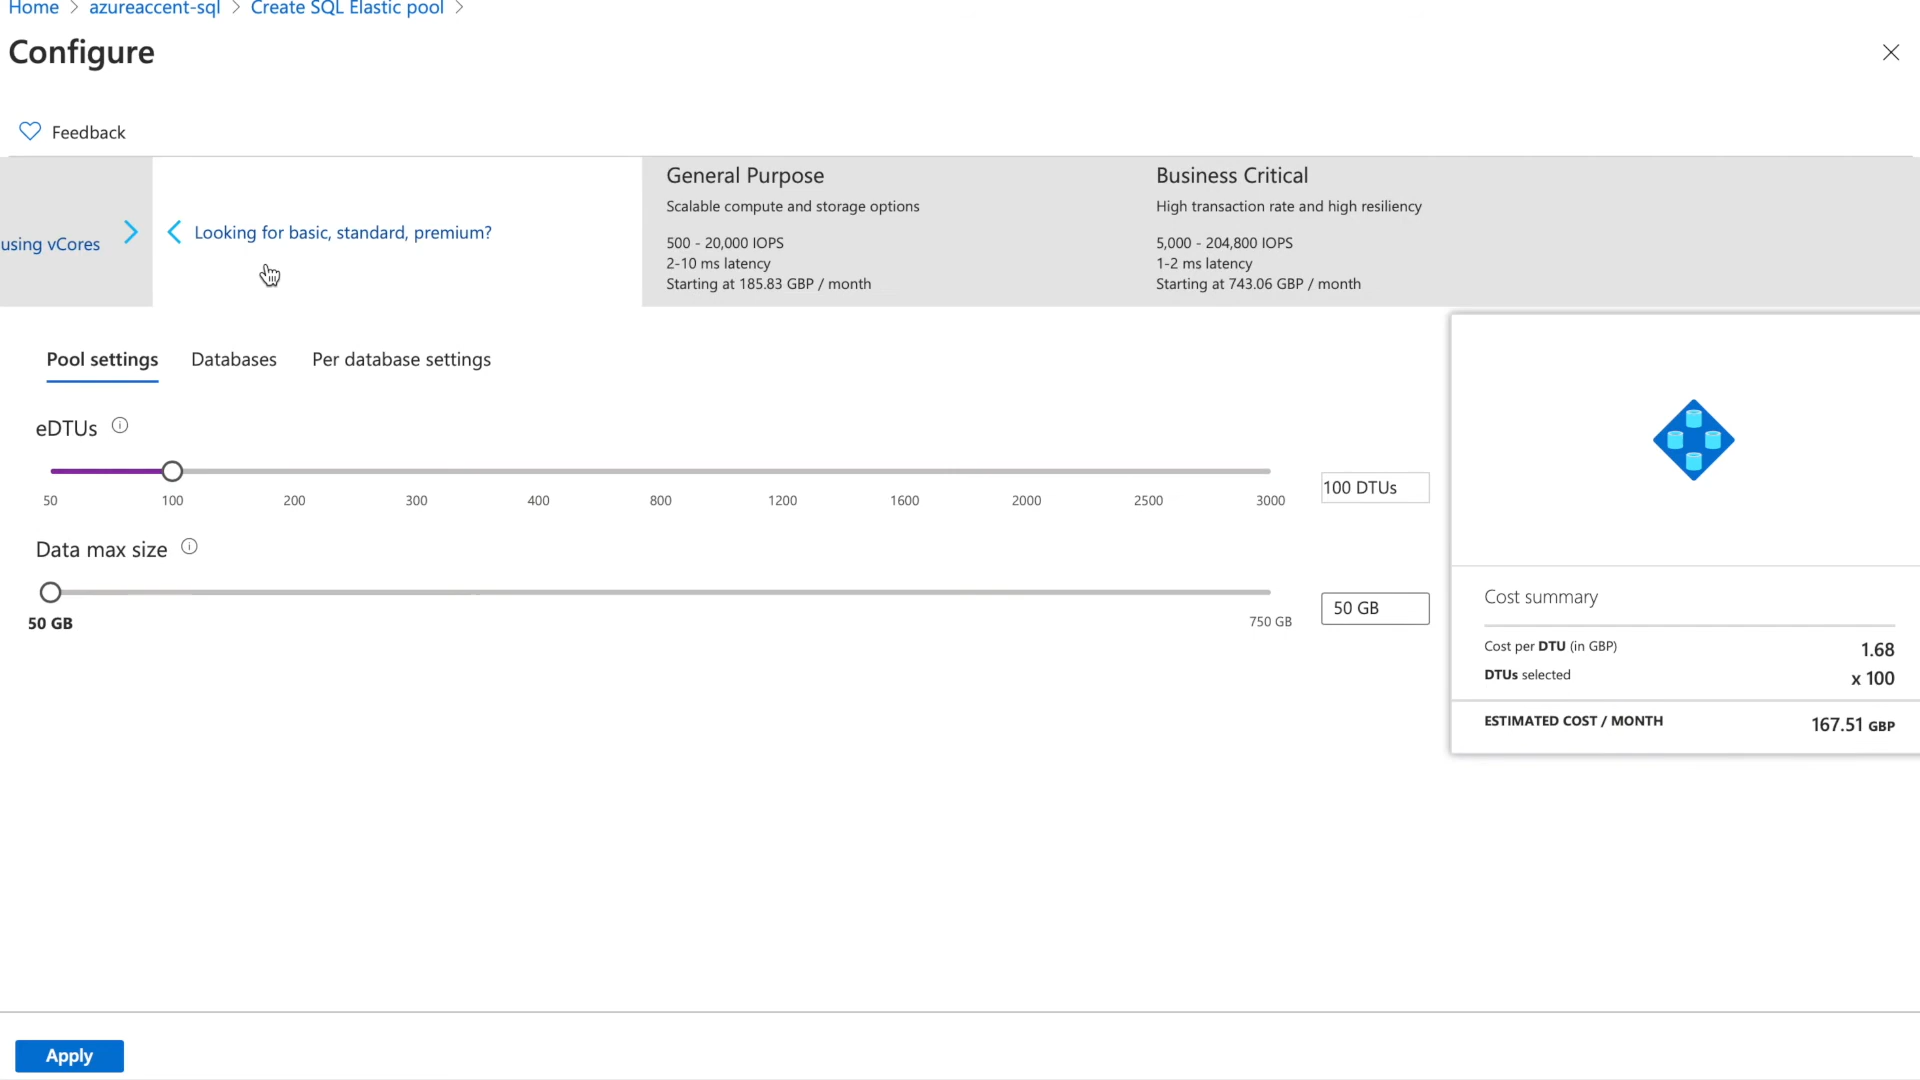 Home > azureaccent-sql > Create SQL Elastic pool >
Configure
Feedback
using vCores
Looking for basic, standard, premium?
General Purpose
Scalable compute and storage options
500 - 20,000 IOPS
2-10 ms latency
Starting at 185.83 GBP / month
Business Critical
High transaction rate and high resiliency
5,000 - 204,800 IOPS
1-2 ms latency
Starting at 743.06 GBP / month
Pool settings Databases Per database settings
eDTUs
50 100 200 300 400 800 1200 1600 2000 2500 3000
100 DTUs
Data max size
50 GB
750 GB
50 GB
Cost summary
Cost per DTU (in GBP) 1.68
DTUs selected x 100
ESTIMATED COST / MONTH 167.51 GBP
Apply